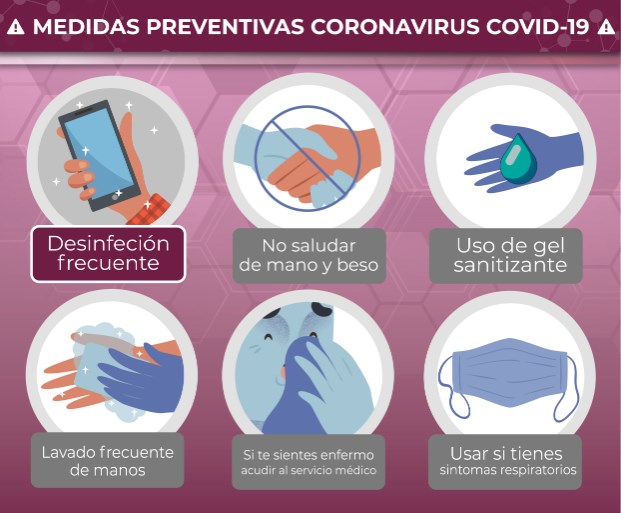 MEDIDAS PREVENTIVAS CORONAVIRUS COVID-19
Desinfeción
frecuente
No saludar
de mano y beso
Uso de gel
sanitizante
Lavado frecuente
de manos
Si te sientes enfermo
acudir al servicio médico
Usar si tienes
sintomas respiratorios